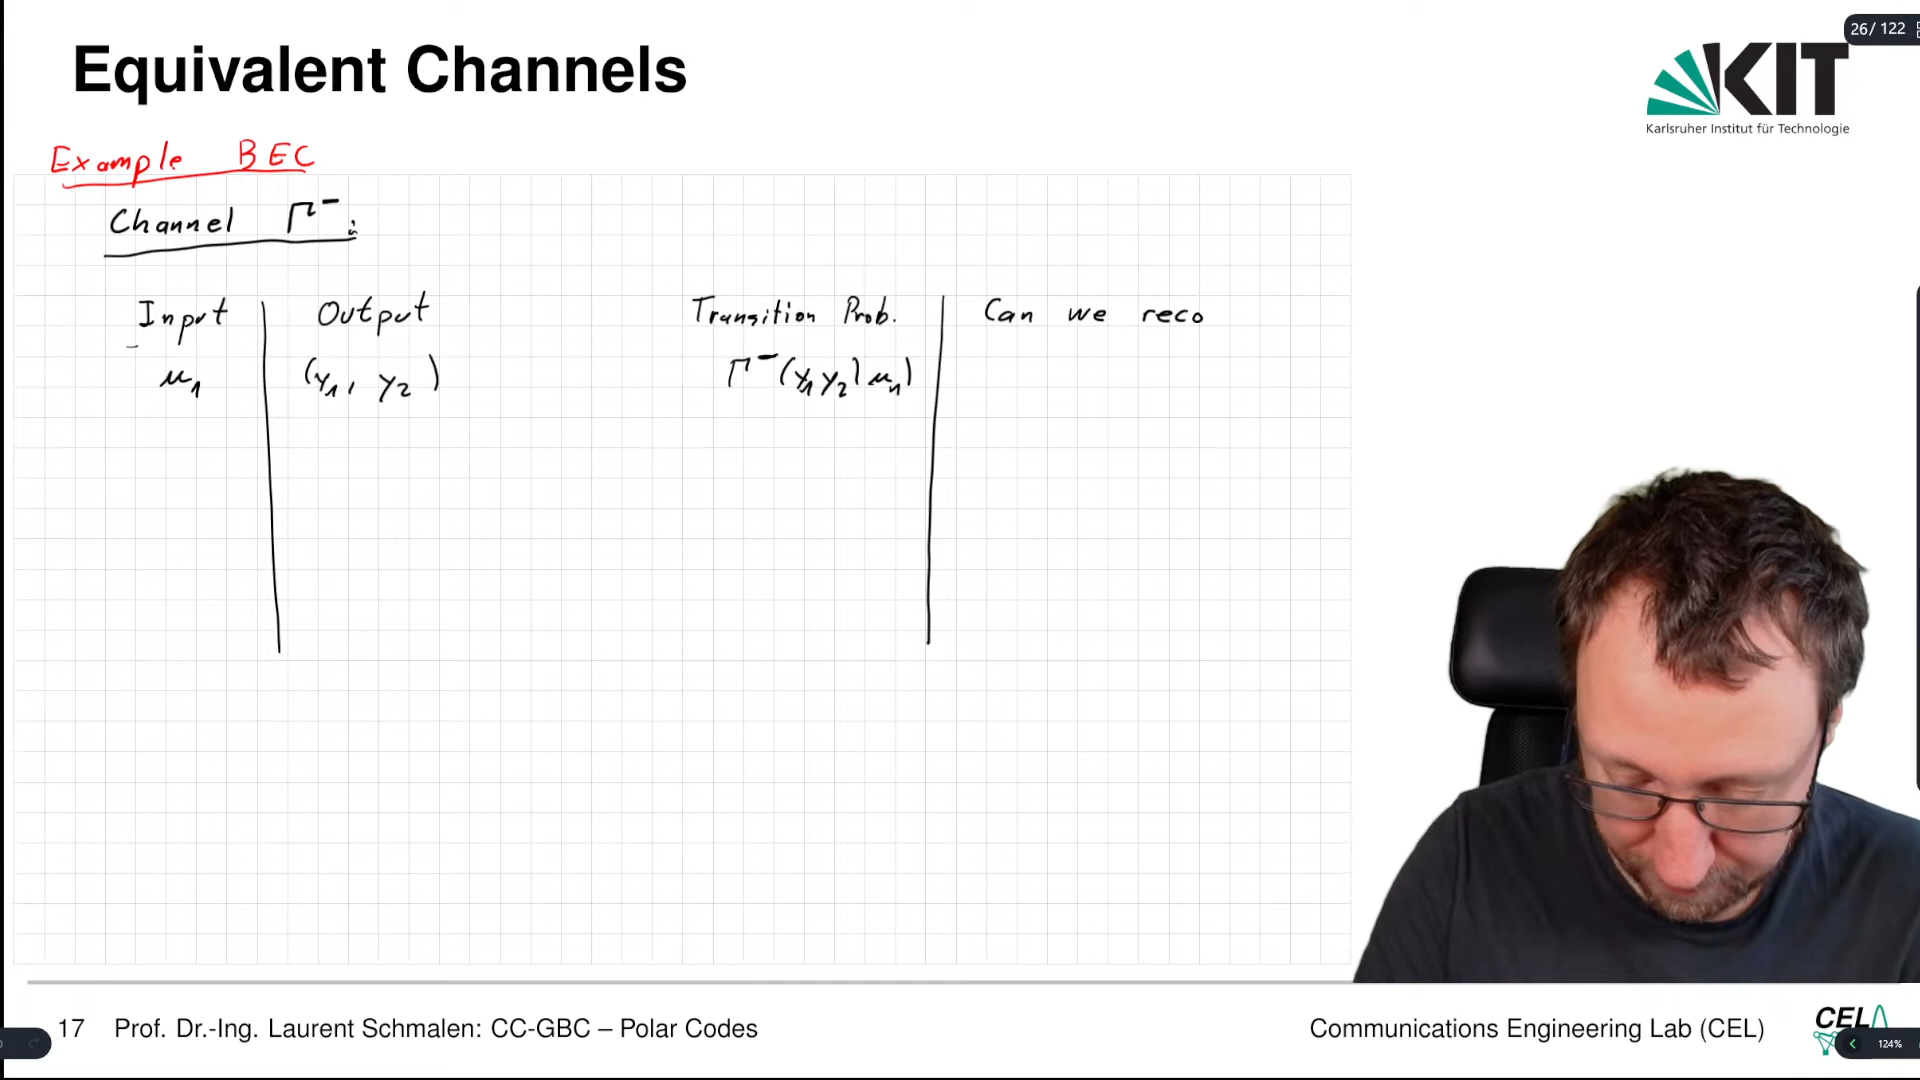 26/ 122
Equivalent Channels
KIT
Karlsruher Institut für Technologie
Example BEC
Channel Γ⁻:
Input Output Transition Prob. Can we reco
u₁ (y₁, y₂) Γ⁻(y₁y₂|u₁)
17 Prof. Dr.-Ing. Laurent Schmalen: CC-GBC – Polar Codes Communications Engineering Lab (CEL)
CEL
124%